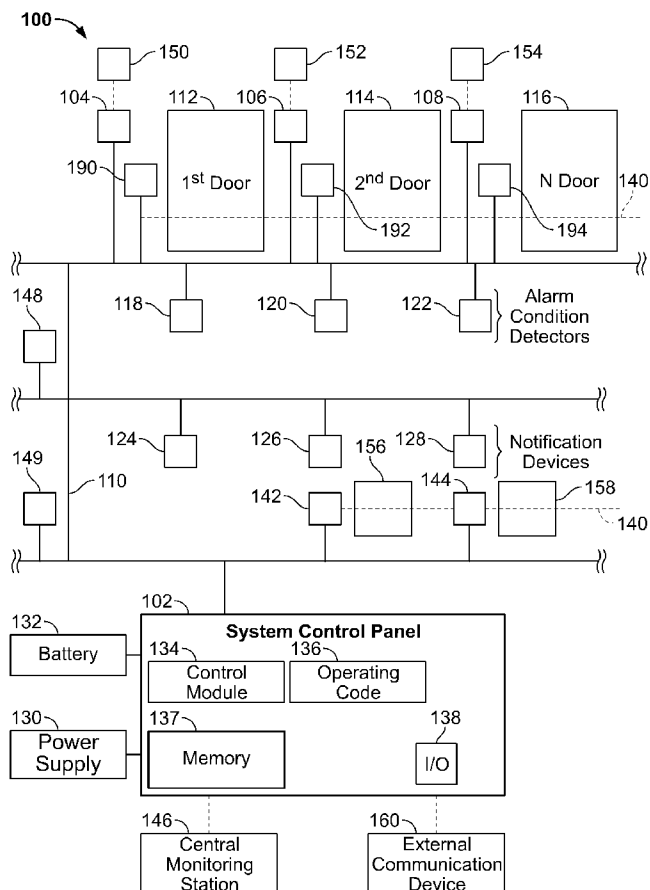 100
150
152
154
104
112
106
114
108
116
190
1st Door
2nd Door
N Door
140
192
194
148
118
120
122
Alarm
Condition
Detectors
124
126
128
Notification
Devices
149
110
156
142
144
158
140
102
System Control Panel
132
Battery
134
Control
Module
136
Operating
Code
130
Power
Supply
137
Memory
138
I/O
146
Central
Monitoring
Station
160
External
Communication
Device